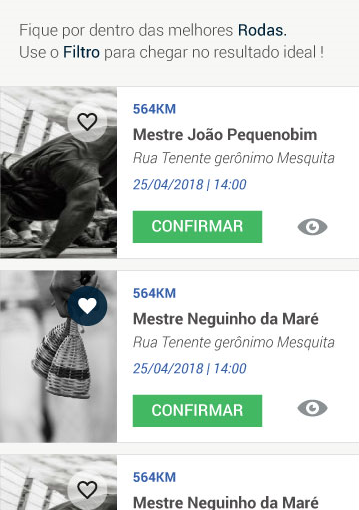 Fique por dentro das melhores Rodas.
Use o Filtro para chegar no resultado ideal !
564KM
Mestre João Pequenobim
Rua Tenente gerônimo Mesquita
25/04/2018 | 14:00
CONFIRMAR
564KM
Mestre Neguinho da Maré
Rua Tenente gerônimo Mesquita
25/04/2018 | 14:00
CONFIRMAR
564KM
Mestre Neguinho da Maré